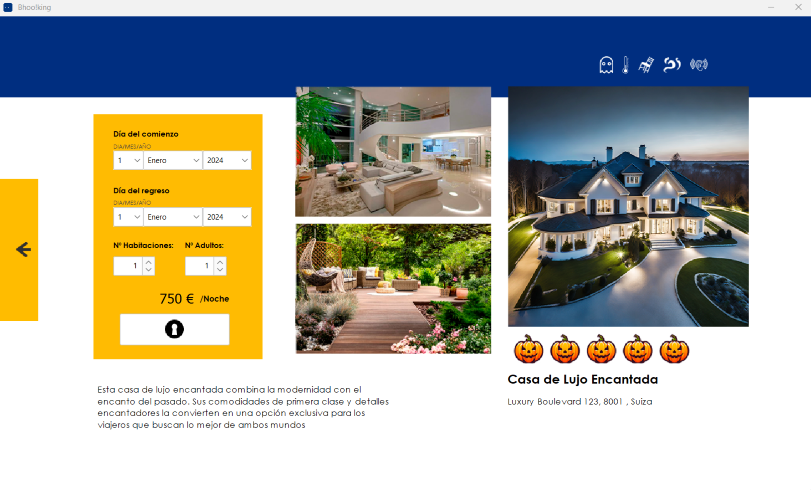 Bhoolking
Día del comienzo
DIA/MES/AÑO
1 Enero 2024
Día del regreso
DIA/MES/AÑO
1 Enero 2024
Nº Habitaciones: Nº Adultos:
1 1
750 € /Noche
Esta casa de lujo encantada combina la modernidad con el
encanto del pasado. Sus comodidades de primera clase y detalles
encantadores la convierten en una opción exclusiva para los
viajeros que buscan lo mejor de ambos mundos
Casa de Lujo Encantada
Luxury Boulevard 123, 8001 , Suiza